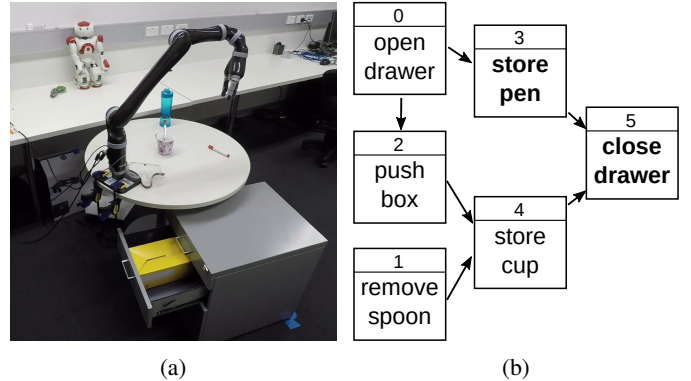 0
open
drawer
3
store
pen
5
close
drawer
2
push
box
4
store
cup
1
remove
spoon
(a)
(b)